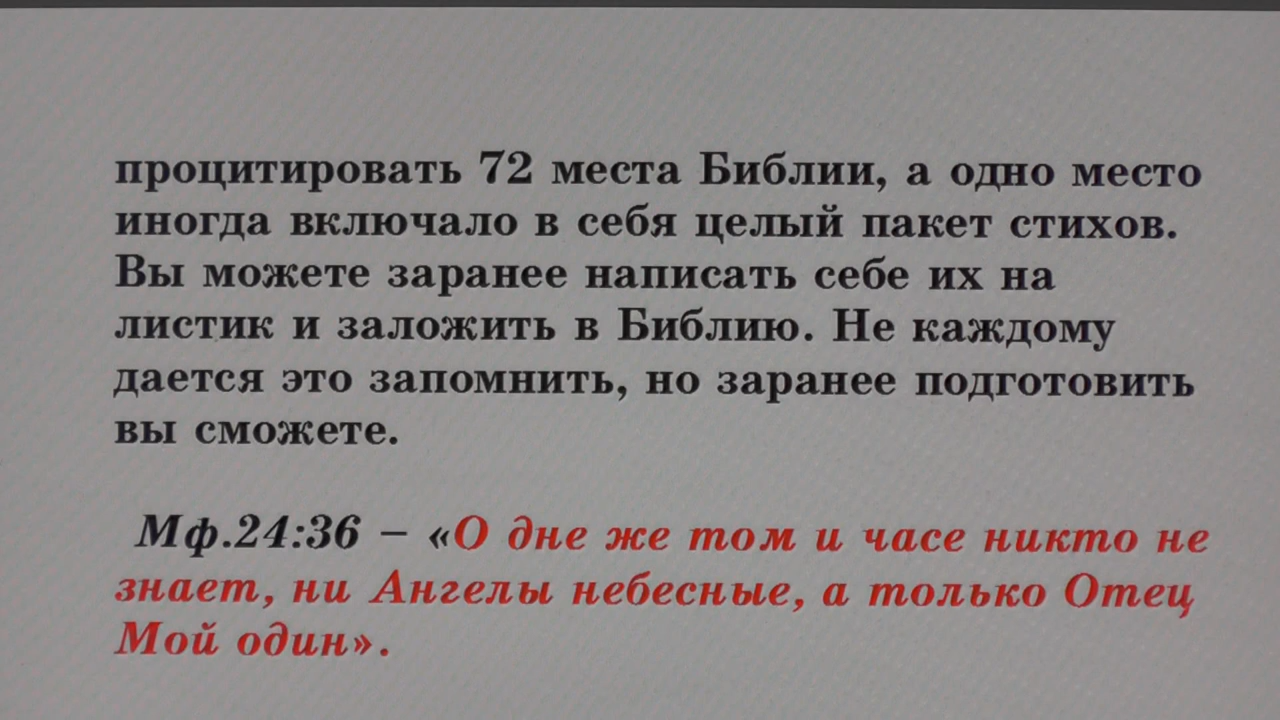 процитировать 72 места Библии, а одно место
иногда включало в себя целый пакет стихов.
Вы можете заранее написать себе их на
листик и заложить в Библию. Не каждому
дается это запомнить, но заранее подготовить
вы сможете.
Мф.24:36 – «О дне же том и часе никто не
знает, ни Ангелы небесные, а только Отец
Мой один».